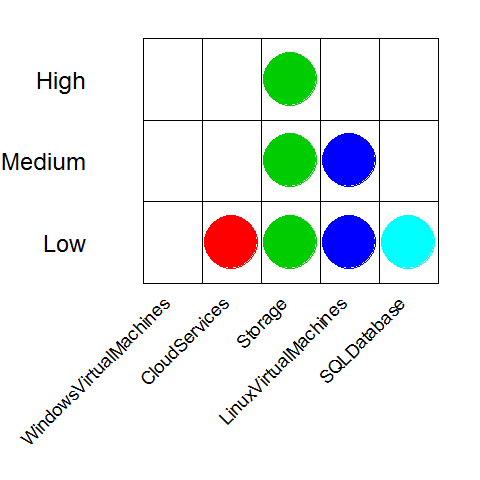 High
Medium
Low
WindowsVirtualMachines
CloudServices
Storage
LinuxVirtualMachines
SQLDatabase